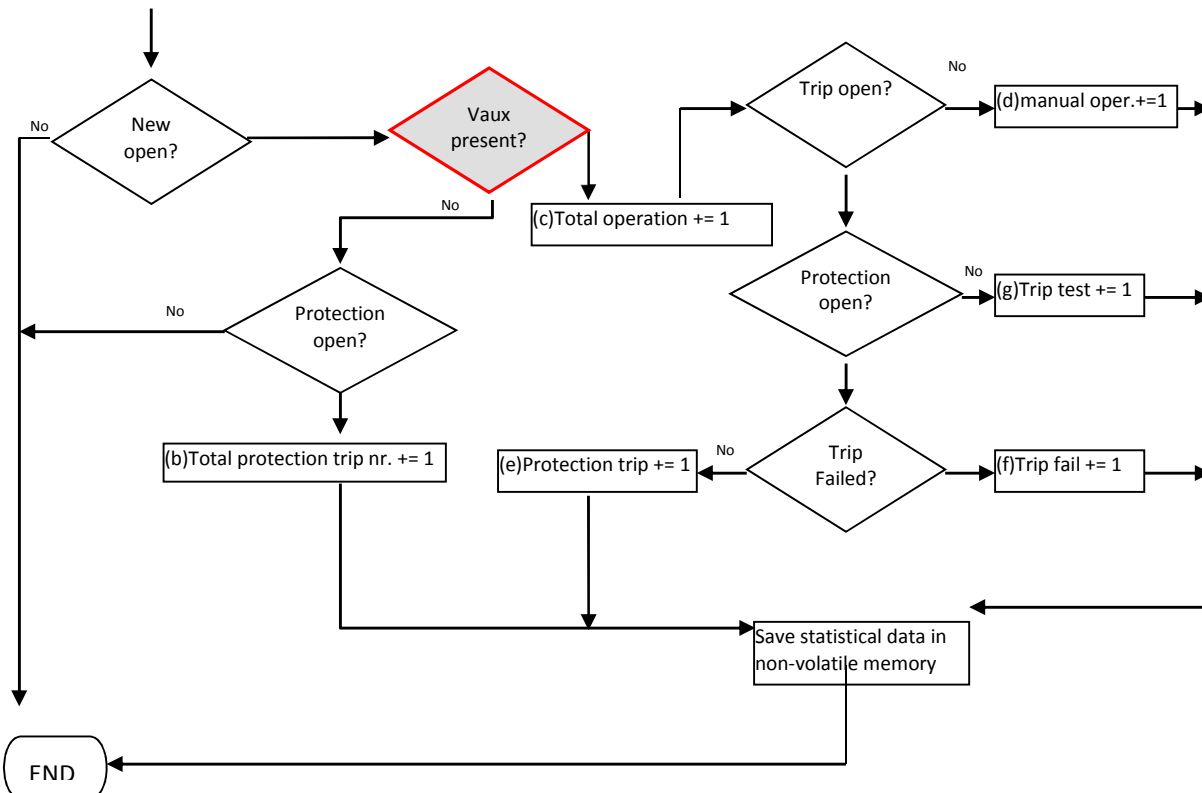 No
New
open?
Vaux
present?
No
(c)Total operation += 1
Trip open?
No
(d)manual oper.+=1
Protection
open?
No
(g)Trip test += 1
No
Protection
open?
(b)Total protection trip nr. += 1
Trip
Failed?
No
(e)Protection trip += 1
(f)Trip fail += 1
Save statistical data in
non-volatile memory
END